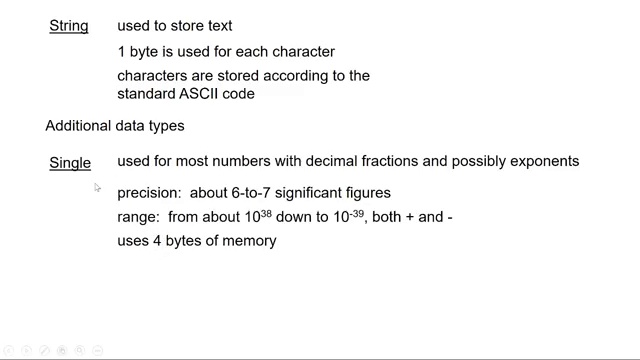 String used to store text
1 byte is used for each character
characters are stored according to the
standard ASCII code
Additional data types
Single used for most numbers with decimal fractions and possibly exponents
precision: about 6-to-7 significant figures
range: from about 10³⁸ down to 10⁻³⁹, both + and -
uses 4 bytes of memory